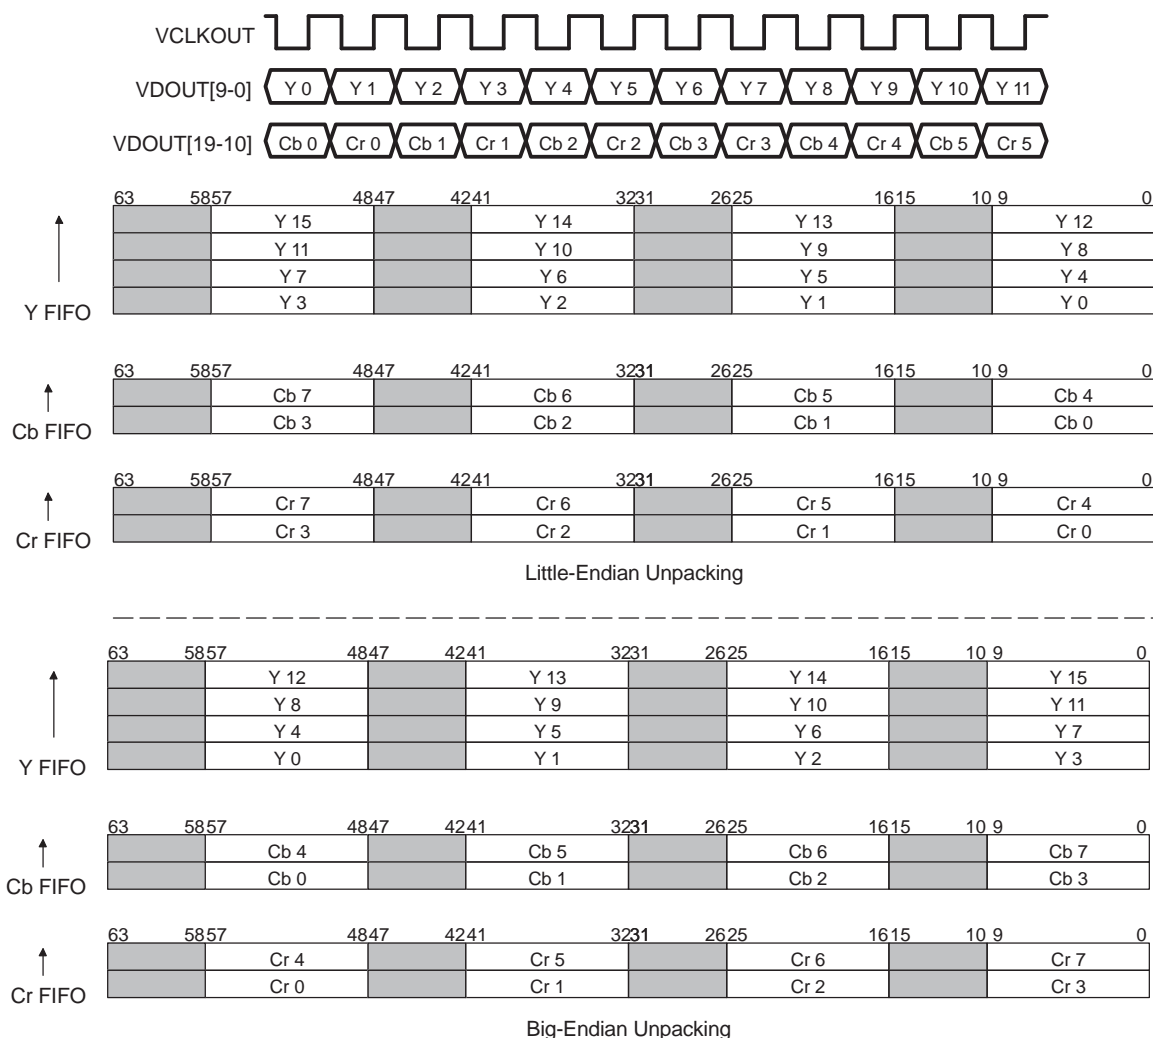 VCLKOUT
VDOUT[9-0] Y 0 Y 1 Y 2 Y 3 Y 4 Y 5 Y 6 Y 7 Y 8 Y 9 Y 10 Y 11
VDOUT[19-10] Cb 0 Cr 0 Cb 1 Cr 1 Cb 2 Cr 2 Cb 3 Cr 3 Cb 4 Cr 4 Cb 5 Cr 5
63 5857 4847 4241 3231 2625 1615 10 9 0
Y 15 Y 14 Y 13 Y 12
Y 11 Y 10 Y 9 Y 8
Y 7 Y 6 Y 5 Y 4
Y 3 Y 2 Y 1 Y 0
Y FIFO
63 5857 4847 4241 3231 2625 1615 10 9 0
Cb 7 Cb 6 Cb 5 Cb 4
Cb 3 Cb 2 Cb 1 Cb 0
Cb FIFO
63 5857 4847 4241 3231 2625 1615 10 9 0
Cr 7 Cr 6 Cr 5 Cr 4
Cr 3 Cr 2 Cr 1 Cr 0
Cr FIFO
Little-Endian Unpacking
63 5857 4847 4241 3231 2625 1615 10 9 0
Y 12 Y 13 Y 14 Y 15
Y 8 Y 9 Y 10 Y 11
Y 4 Y 5 Y 6 Y 7
Y 0 Y 1 Y 2 Y 3
Y FIFO
63 5857 4847 4241 3231 2625 1615 10 9 0
Cb 4 Cb 5 Cb 6 Cb 7
Cb 0 Cb 1 Cb 2 Cb 3
Cb FIFO
63 5857 4847 4241 3231 2625 1615 10 9 0
Cr 4 Cr 5 Cr 6 Cr 7
Cr 0 Cr 1 Cr 2 Cr 3
Cr FIFO
Big-Endian Unpacking